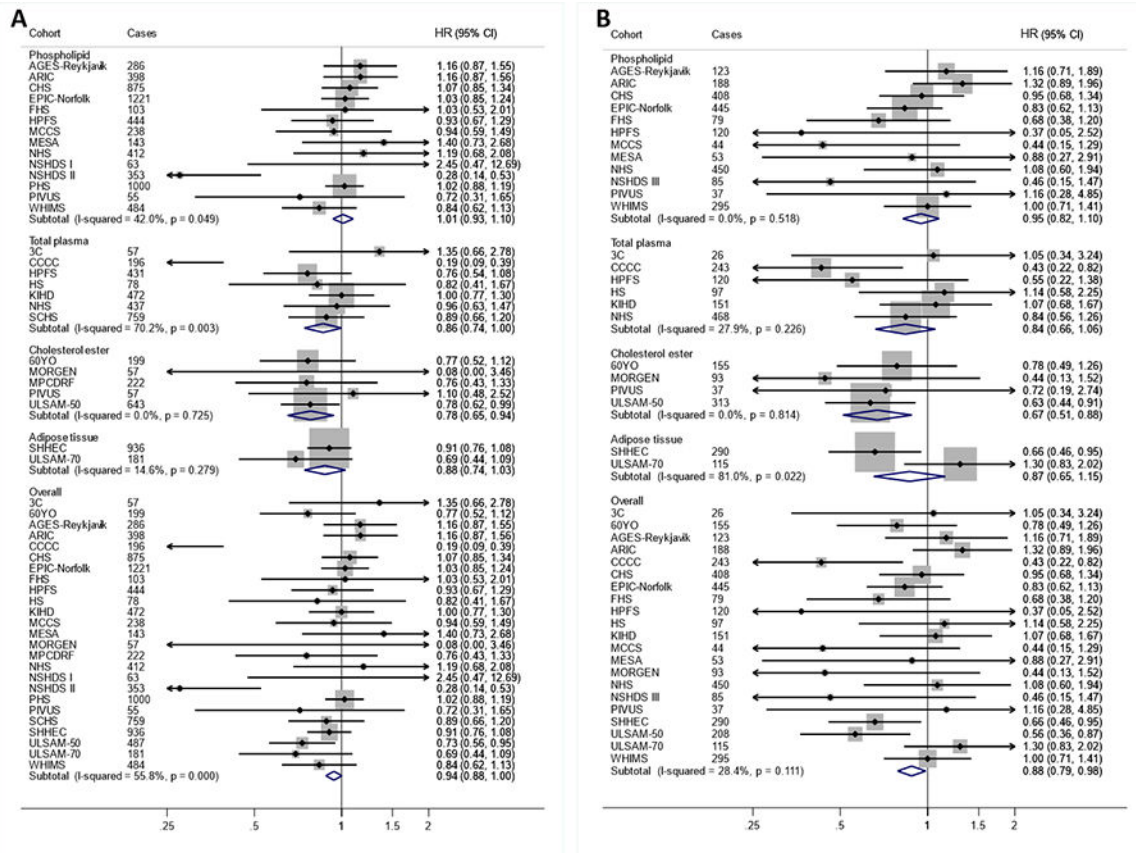 A
Cohort Cases HR (95% CI)
Phospholipid
AGES-Reykjavik 286 1.16 (0.87, 1.55)
ARIC 398 1.16 (0.87, 1.56)
CHS 875 1.07 (0.85, 1.34)
EPIC-Norfolk 1221 1.03 (0.85, 1.24)
FHS 103 1.03 (0.53, 2.01)
HPFS 444 0.93 (0.67, 1.29)
MCCS 238 0.94 (0.59, 1.49)
MESA 143 1.40 (0.73, 2.68)
NHS 412 1.19 (0.68, 2.08)
NSHDS I 63 2.45 (0.47, 12.69)
NSHDS II 353 0.28 (0.14, 0.53)
PHS 1000 1.02 (0.88, 1.19)
PIVUS 55 0.72 (0.31, 1.65)
WHIMS 484 0.84 (0.62, 1.13)
Subtotal (I-squared = 42.0%, p = 0.049) 1.01 (0.93, 1.10)
Total plasma
3C 57 1.35 (0.66, 2.78)
CCCC 196 0.19 (0.09, 0.39)
HPFS 431 0.76 (0.54, 1.08)
HS 78 0.82 (0.41, 1.67)
KIHD 472 1.00 (0.77, 1.30)
NHS 437 0.96 (0.63, 1.47)
SCHS 759 0.89 (0.66, 1.20)
Subtotal (I-squared = 70.2%, p = 0.003) 0.86 (0.74, 1.00)
Cholesterol ester
60YO 199 0.77 (0.52, 1.12)
MORGEN 57 0.08 (0.00, 3.46)
MPCDRF 222 0.76 (0.43, 1.33)
PIVUS 57 1.10 (0.48, 2.52)
ULSAM-50 643 0.78 (0.62, 0.99)
Subtotal (I-squared = 0.0%, p = 0.725) 0.78 (0.65, 0.94)
Adipose tissue
SHHEC 936 0.91 (0.76, 1.08)
ULSAM-70 181 0.69 (0.44, 1.09)
Subtotal (I-squared = 14.6%, p = 0.279) 0.88 (0.74, 1.03)
Overall
3C 57 1.35 (0.66, 2.78)
60YO 199 0.77 (0.52, 1.12)
AGES-Reykjavik 286 1.16 (0.87, 1.55)
ARIC 398 1.16 (0.87, 1.56)
CCCC 196 0.19 (0.09, 0.39)
CHS 875 1.07 (0.85, 1.34)
EPIC-Norfolk 1221 1.03 (0.85, 1.24)
FHS 103 1.03 (0.53, 2.01)
HPFS 444 0.93 (0.67, 1.29)
HS 78 0.82 (0.41, 1.67)
KIHD 472 1.00 (0.77, 1.30)
MCCS 238 0.94 (0.59, 1.49)
MESA 143 1.40 (0.73, 2.68)
MORGEN 57 0.08 (0.00, 3.46)
MPCDRF 222 0.76 (0.43, 1.33)
NHS 412 1.19 (0.68, 2.08)
NSHDS I 63 2.45 (0.47, 12.69)
NSHDS II 353 0.28 (0.14, 0.53)
PHS 1000 1.02 (0.88, 1.19)
PIVUS 55 0.72 (0.31, 1.65)
SCHS 759 0.89 (0.66, 1.20)
SHHEC 936 0.91 (0.76, 1.08)
ULSAM-50 487 0.73 (0.56, 0.95)
ULSAM-70 181 0.69 (0.44, 1.09)
WHIMS 484 0.84 (0.62, 1.13)
Subtotal (I-squared = 55.8%, p = 0.000) 0.94 (0.88, 1.00)
.25 .5 1 1.5 2
B
Cohort Cases HR (95% CI)
Phospholipid
AGES-Reykjavik 123 1.16 (0.71, 1.89)
ARIC 188 1.32 (0.89, 1.96)
CHS 408 0.95 (0.68, 1.34)
EPIC-Norfolk 445 0.83 (0.62, 1.13)
FHS 79 0.68 (0.38, 1.20)
HPFS 120 0.37 (0.05, 2.52)
MCCS 44 0.44 (0.15, 1.29)
MESA 53 0.88 (0.27, 2.91)
NHS 450 1.08 (0.60, 1.94)
NSHDS III 85 0.46 (0.15, 1.47)
PIVUS 37 1.16 (0.28, 4.85)
WHIMS 295 1.00 (0.71, 1.41)
Subtotal (I-squared = 0.0%, p = 0.518) 0.95 (0.82, 1.10)
Total plasma
3C 26 1.05 (0.34, 3.24)
CCCC 243 0.43 (0.22, 0.82)
HPFS 120 0.55 (0.22, 1.38)
HS 97 1.14 (0.58, 2.25)
KIHD 151 1.07 (0.68, 1.67)
NHS 468 0.84 (0.56, 1.26)
Subtotal (I-squared = 27.9%, p = 0.226) 0.84 (0.66, 1.06)
Cholesterol ester
60YO 155 0.78 (0.49, 1.26)
MORGEN 93 0.44 (0.13, 1.52)
PIVUS 37 0.72 (0.19, 2.74)
ULSAM-50 313 0.63 (0.44, 0.91)
Subtotal (I-squared = 0.0%, p = 0.814) 0.67 (0.51, 0.88)
Adipose tissue
SHHEC 290 0.66 (0.46, 0.95)
ULSAM-70 115 1.30 (0.83, 2.02)
Subtotal (I-squared = 81.0%, p = 0.022) 0.87 (0.65, 1.15)
Overall
3C 26 1.05 (0.34, 3.24)
60YO 155 0.78 (0.49, 1.26)
AGES-Reykjavik 123 1.16 (0.71, 1.89)
ARIC 188 1.32 (0.89, 1.96)
CCCC 243 0.43 (0.22, 0.82)
CHS 408 0.95 (0.68, 1.34)
EPIC-Norfolk 445 0.83 (0.62, 1.13)
FHS 79 0.68 (0.38, 1.20)
HPFS 120 0.37 (0.05, 2.52)
HS 97 1.14 (0.58, 2.25)
KIHD 151 1.07 (0.68, 1.67)
MCCS 44 0.44 (0.15, 1.29)
MESA 53 0.88 (0.27, 2.91)
MORGEN 93 0.44 (0.13, 1.52)
NHS 450 1.08 (0.60, 1.94)
NSHDS III 85 0.46 (0.15, 1.47)
PIVUS 37 1.16 (0.28, 4.85)
SHHEC 290 0.66 (0.46, 0.95)
ULSAM-50 208 0.56 (0.36, 0.87)
ULSAM-70 115 1.30 (0.83, 2.02)
WHIMS 295 1.00 (0.71, 1.41)
Subtotal (I-squared = 28.4%, p = 0.111) 0.88 (0.79, 0.98)
.25 .5 1 1.5 2